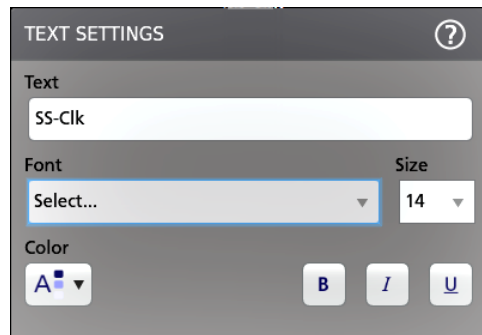 TEXT SETTINGS ?
Text
SS-Clk
Font Size
Select... 14
Color
A B I U